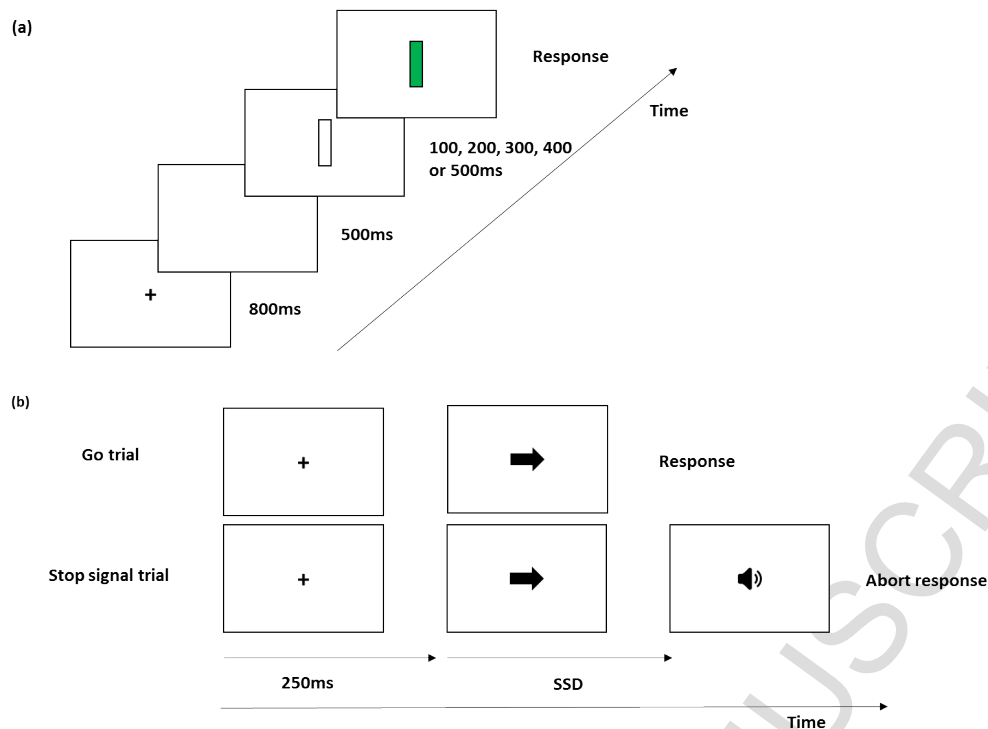 (a)
Response
Time
100, 200, 300, 400
or 500ms
500ms
+
800ms
(b)
Go trial
+
Response
Stop signal trial
+
Abort response
250ms
SSD
Time
USCRI